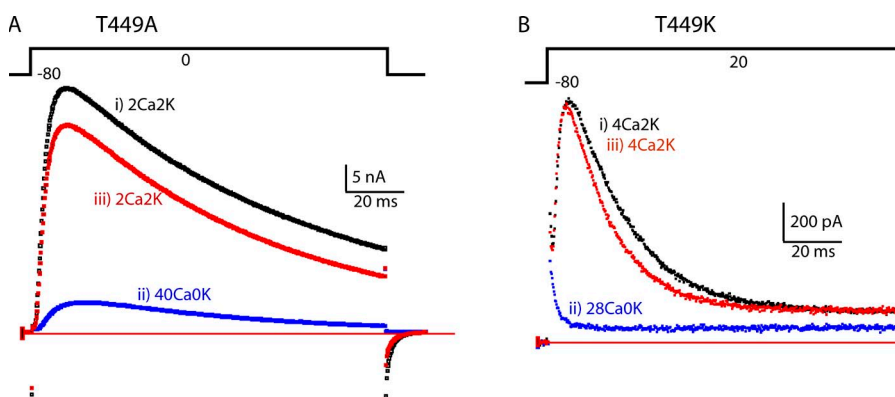 A T449A
0
-80
i) 2Ca2K
iii) 2Ca2K
5 nA
20 ms
ii) 40Ca0K
B T449K
20
-80
i) 4Ca2K
iii) 4Ca2K
200 pA
20 ms
ii) 28Ca0K